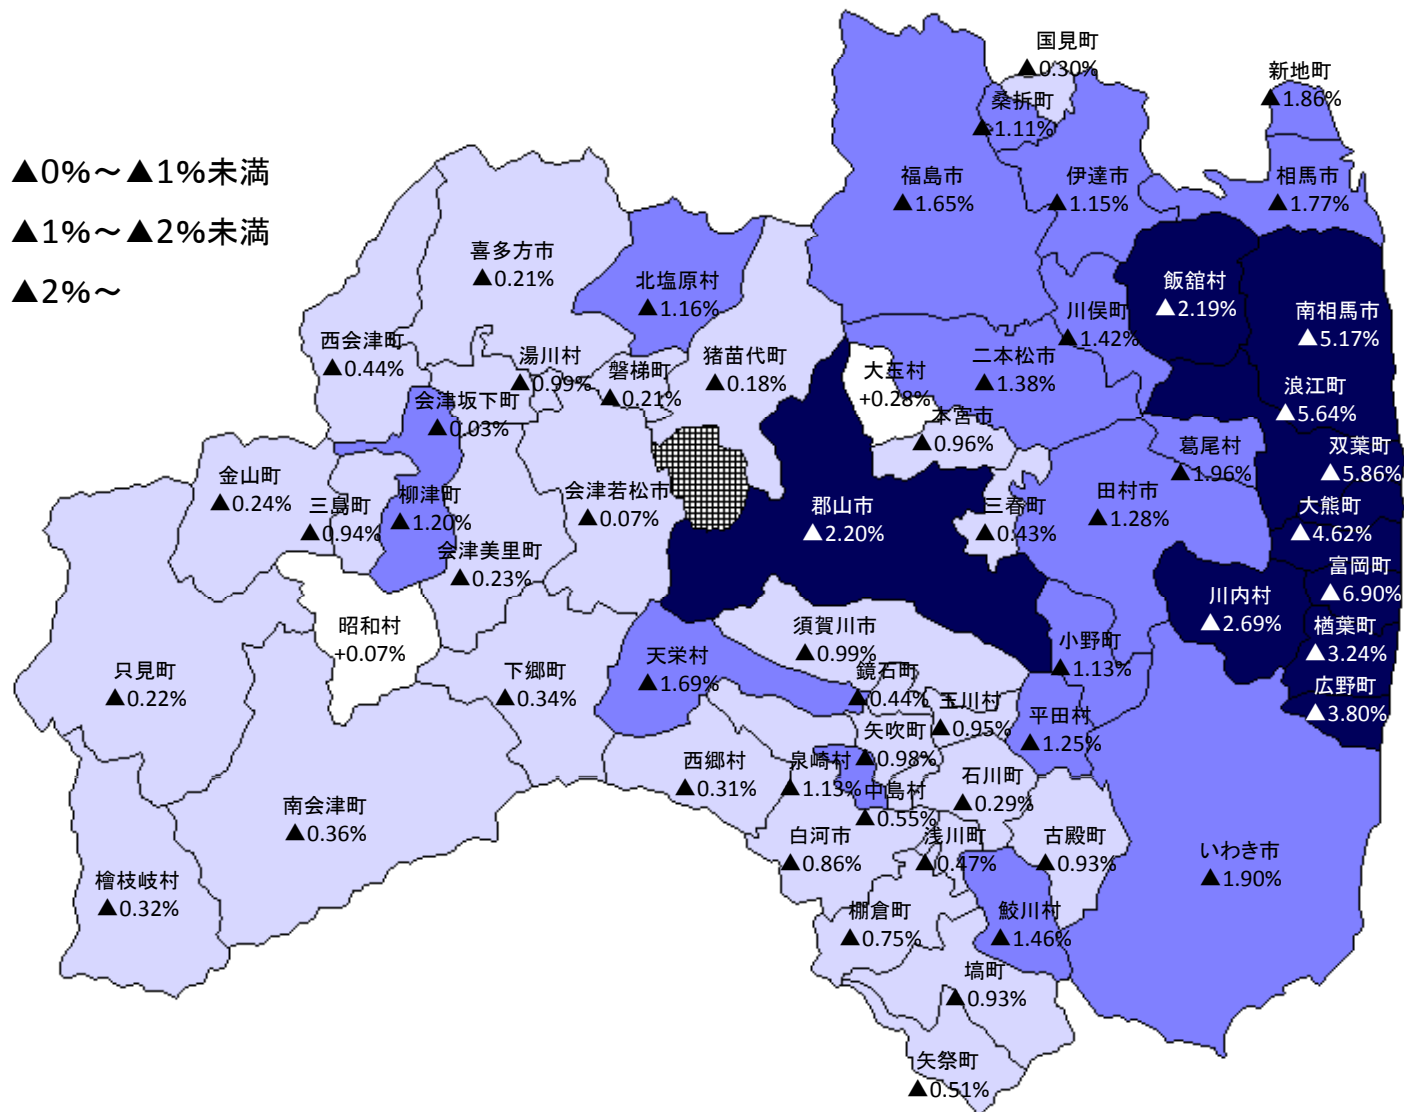 ▲0%～▲1%未満
▲1%～▲2%未満
▲2%～
国見町
▲0.30%
新地町
▲1.86%
桑折町
▲1.11%
福島市
▲1.65%
伊達市
▲1.15%
相馬市
▲1.77%
喜多方市
▲0.21%
北塩原村
▲1.16%
飯舘村
▲2.19%
南相馬市
▲5.17%
川俣町
▲1.42%
西会津町
▲0.44%
湯川村
▲0.99%
磐梯町
▲0.21%
猪苗代町
▲0.18%
大玉村
+0.28%
二本松市
▲1.38%
浪江町
▲5.64%
会津坂下町
▲0.03%
本宮市
▲0.96%
葛尾村
▲1.96%
双葉町
▲5.86%
金山町
▲0.24%
三島町
▲0.94%
柳津町
▲1.20%
会津若松市
▲0.07%
郡山市
▲2.20%
三春町
▲0.43%
田村市
▲1.28%
大熊町
▲4.62%
会津美里町
▲0.23%
富岡町
▲6.90%
川内村
▲2.69%
昭和村
+0.07%
須賀川市
▲0.99%
小野町
▲1.13%
楢葉町
▲3.24%
只見町
▲0.22%
下郷町
▲0.34%
天栄村
▲1.69%
鏡石町
▲0.44%
玉川村
▲0.95%
平田村
▲1.25%
広野町
▲3.80%
矢吹町
▲0.98%
西郷村
▲0.31%
泉崎村
▲1.13%
中島村
▲0.55%
石川町
▲0.29%
南会津町
▲0.36%
白河市
▲0.86%
浅川町
▲0.47%
古殿町
▲0.93%
いわき市
▲1.90%
檜枝岐村
▲0.32%
棚倉町
▲0.75%
鮫川村
▲1.46%
塙町
▲0.93%
矢祭町
▲0.51%